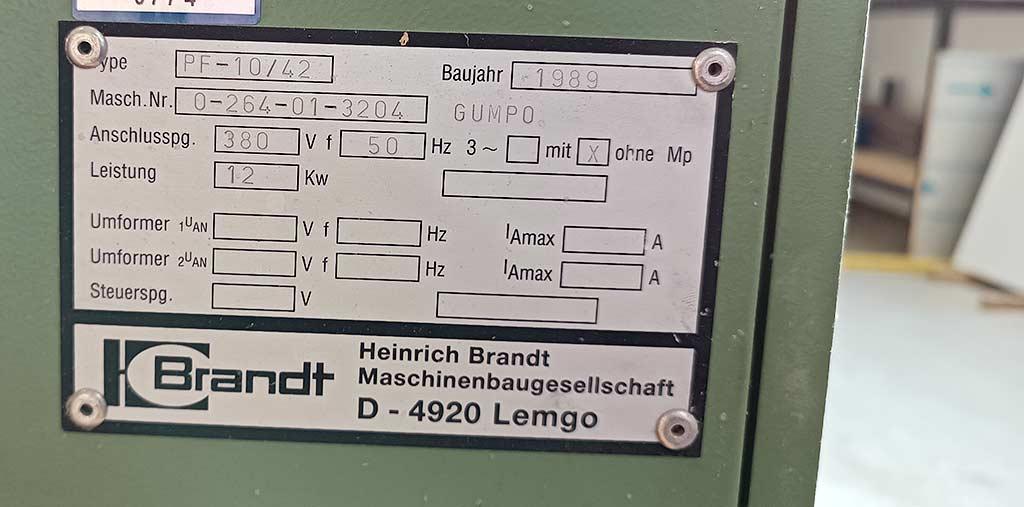 Type PF-10/42 Baujahr 1989
Masch.Nr. 0-264-01-3204 GUMPO
Anschlusspg. 380 V f 50 Hz 3~ mit X ohne Mp
Leistung 12 Kw
Umformer 1UAN V f Hz IAmax A
Umformer 2UAN V f Hz IAmax A
Steuerspg. V
Brandt
Heinrich Brandt
Maschinenbaugesellschaft
D - 4920 Lemgo